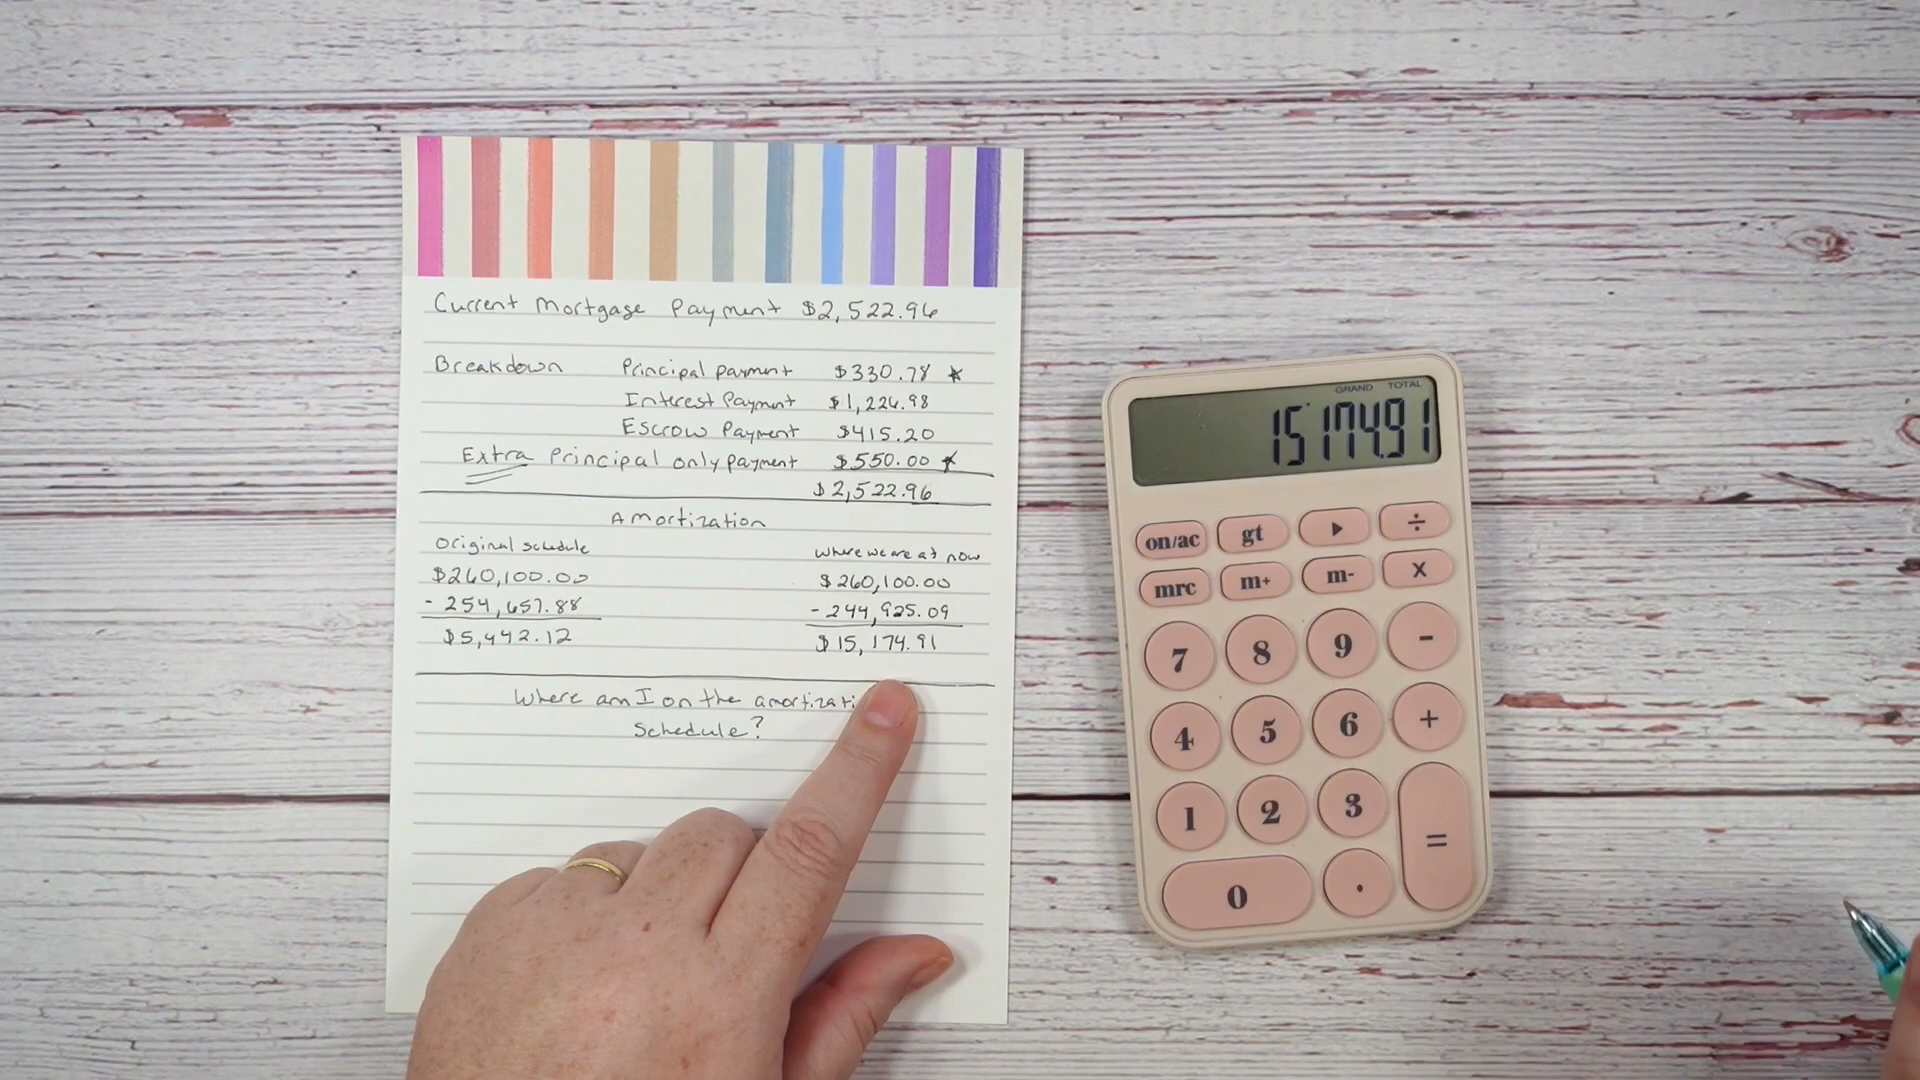 Current Mortgage Payment $2,522.96
Breakdown Principal payment $330.78 *
Interest Payment $1,226.98
Escrow Payment $415.20
Extra Principal only payment $550.00 *
$2,522.96
Amortization
Original schedule where we are at now
$260,100.00 $260,100.00
- 254,657.88 - 244,925.09
$5,442.12 $15,174.91
Where am I on the amortizati
Schedule?
GRAND TOTAL
15'174.91
on/ac gt ▶ ÷
mrc m+ m- X
7 8 9 -
4 5 6 +
1 2 3 =
0 .